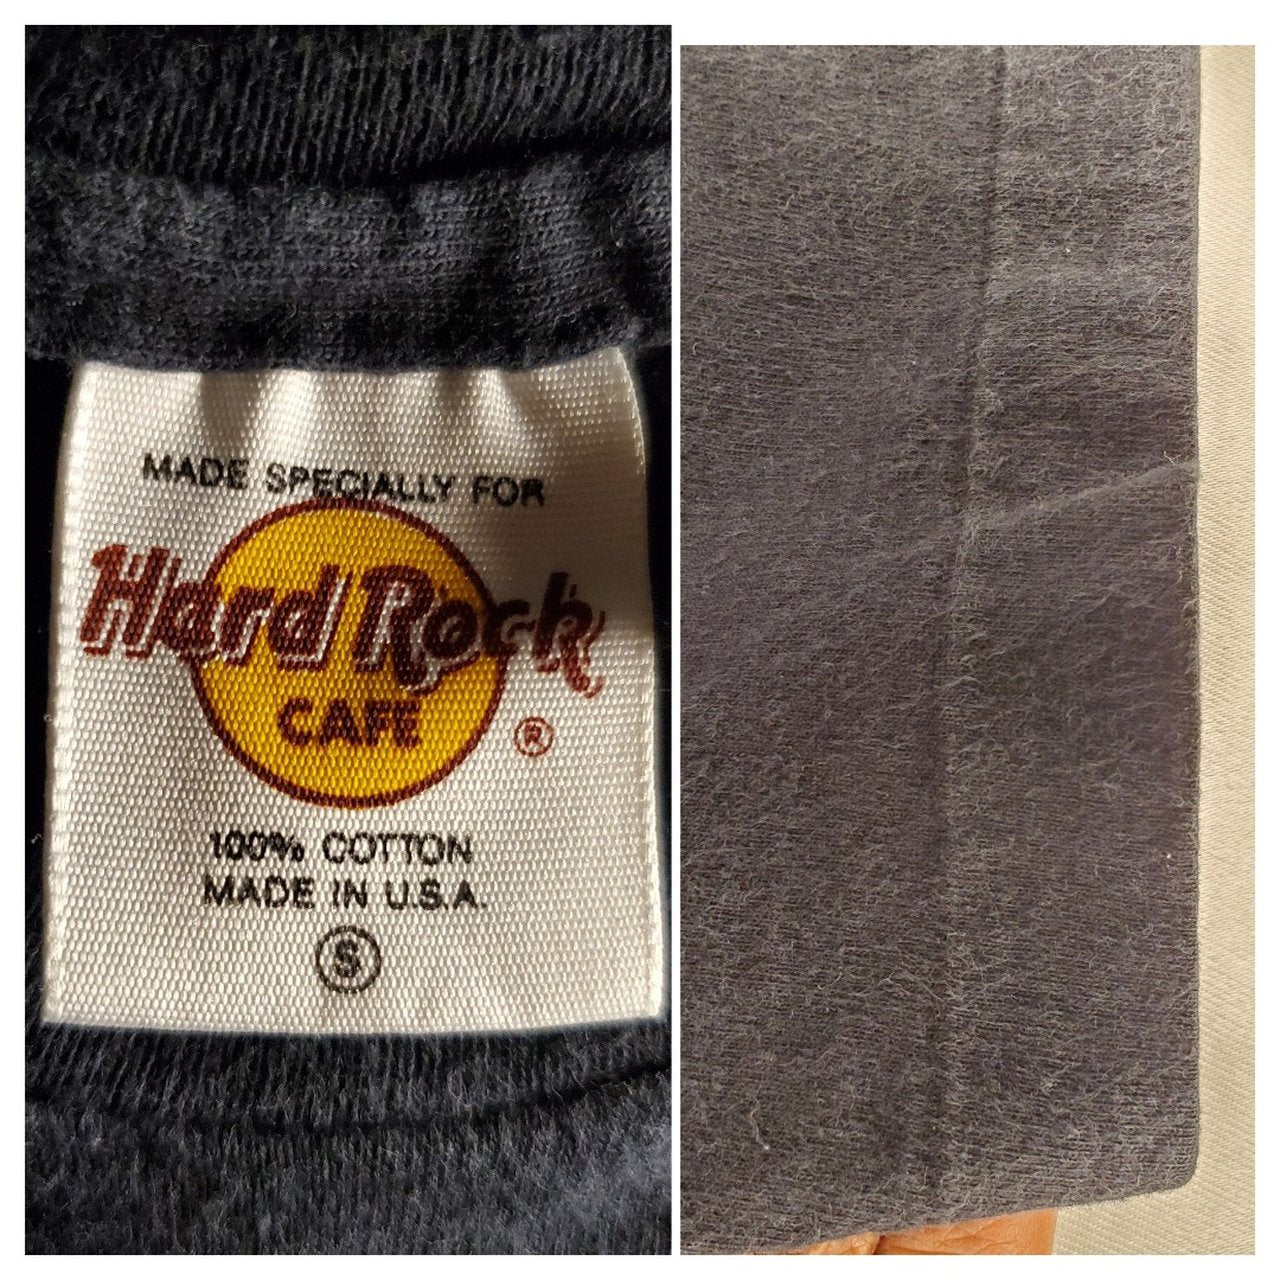 MADE SPECIALLY FOR
Hard Rock
CAFE
®
100% COTTON
MADE IN U.S.A.
S